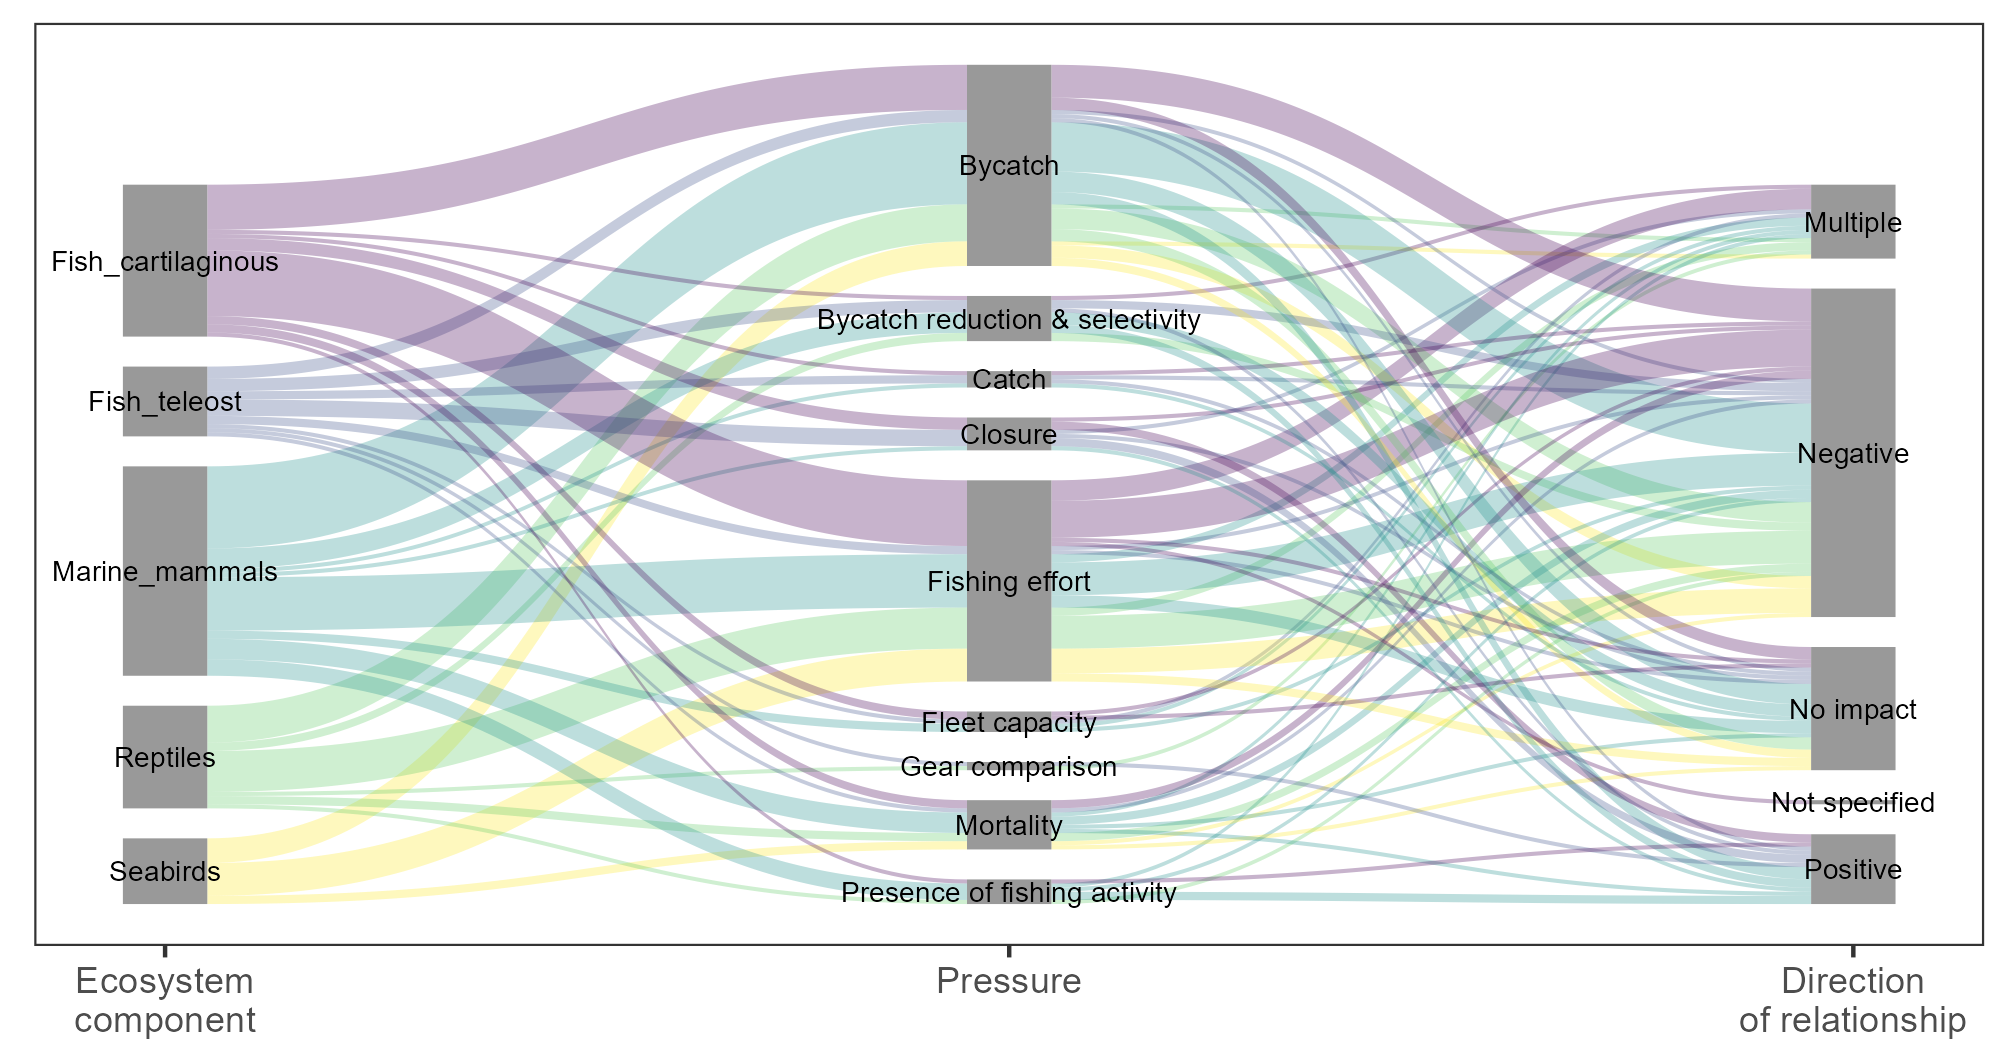 Fish_cartilaginous
Fish_teleost
Marine_mammals
Reptiles
Seabirds
Bycatch
Bycatch reduction & selectivity
Catch
Closure
Fishing effort
Fleet capacity
Gear comparison
Mortality
Presence of fishing activity
Multiple
Negative
No impact
Not specified
Positive
Ecosystem
component
Pressure
Direction
of relationship